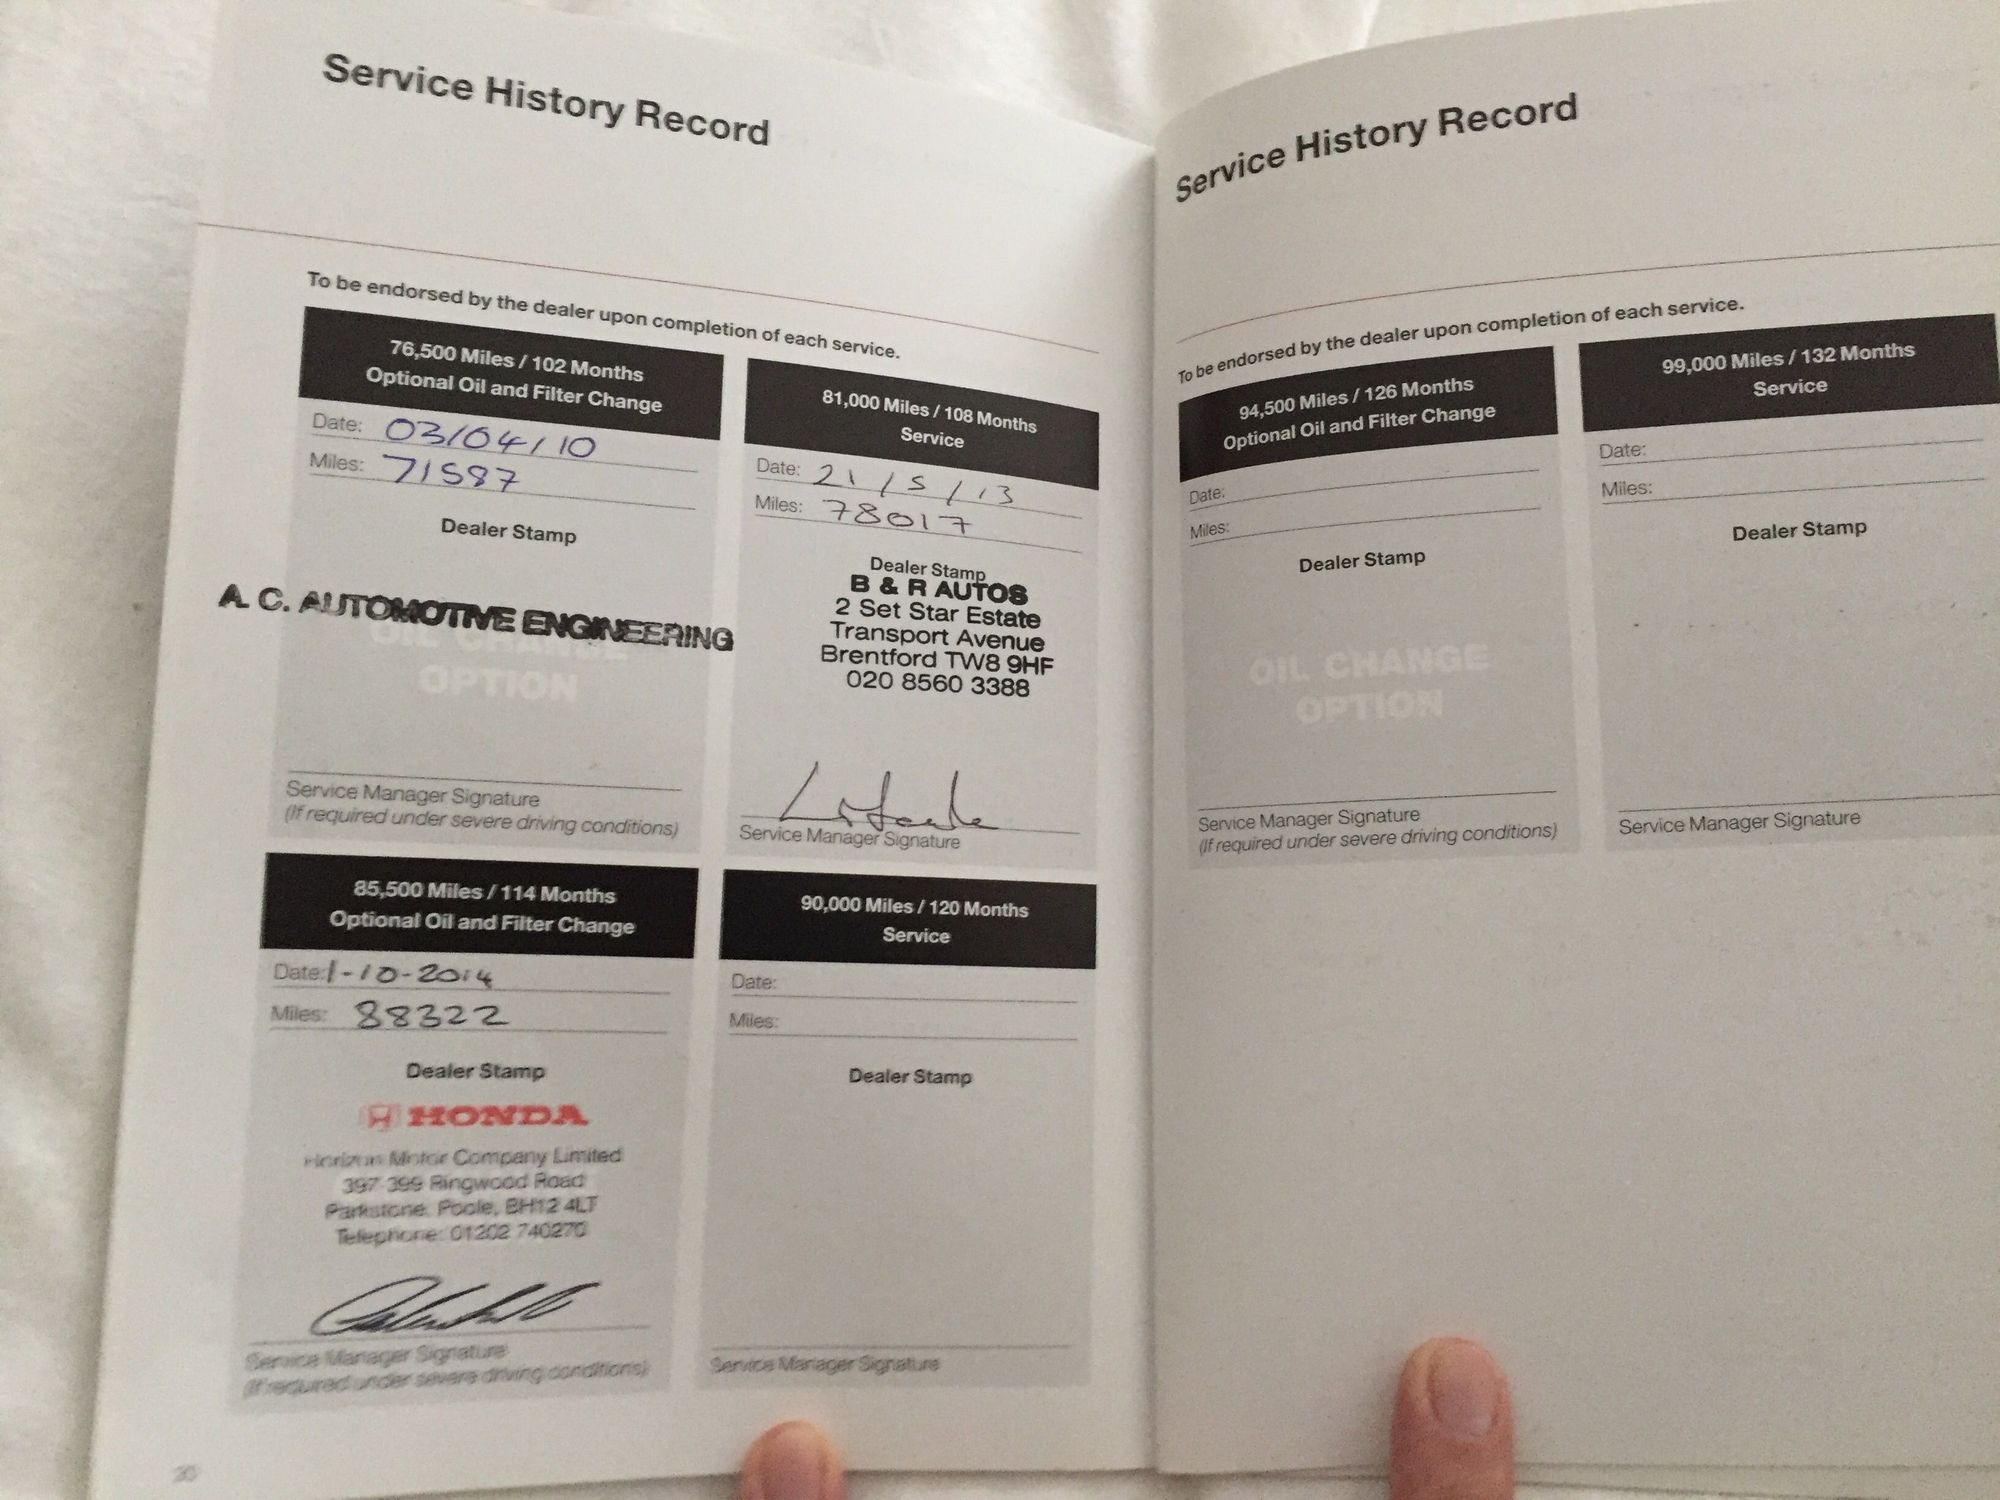 Service History Record
To be endorsed by the dealer upon completion of each service.
76,500 Miles / 102 Months
Optional Oil and Filter Change
Date: 03/04/10
Miles: 71587
Dealer Stamp
A. C. AUTOMOTIVE ENGINEERING
OIL CHANGE
OPTION
Service Manager Signature
(If required under severe driving conditions)
81,000 Miles / 108 Months
Service
Date: 21/5/13
Miles: 78017
Dealer Stamp
B & R AUTOS
2 Set Star Estate
Transport Avenue
Brentford TW8 9HF
020 8560 3388
Service Manager Signature
85,500 Miles / 114 Months
Optional Oil and Filter Change
Date: 1-10-2014
Miles: 88322
Dealer Stamp
HONDA
Horizon Motor Company Limited
397-399 Ringwood Road
Parkstone, Poole, BH12 4LT
Telephone: 01202 740270
Service Manager Signature
(If required under severe driving conditions)
90,000 Miles / 120 Months
Service
Date:
Miles:
Dealer Stamp
Service Manager Signature
20
Service History Record
To be endorsed by the dealer upon completion of each service.
94,500 Miles / 126 Months
Optional Oil and Filter Change
Date:
Miles:
Dealer Stamp
OIL CHANGE
OPTION
Service Manager Signature
(If required under severe driving conditions)
99,000 Miles / 132 Months
Service
Date:
Miles:
Dealer Stamp
Service Manager Signature